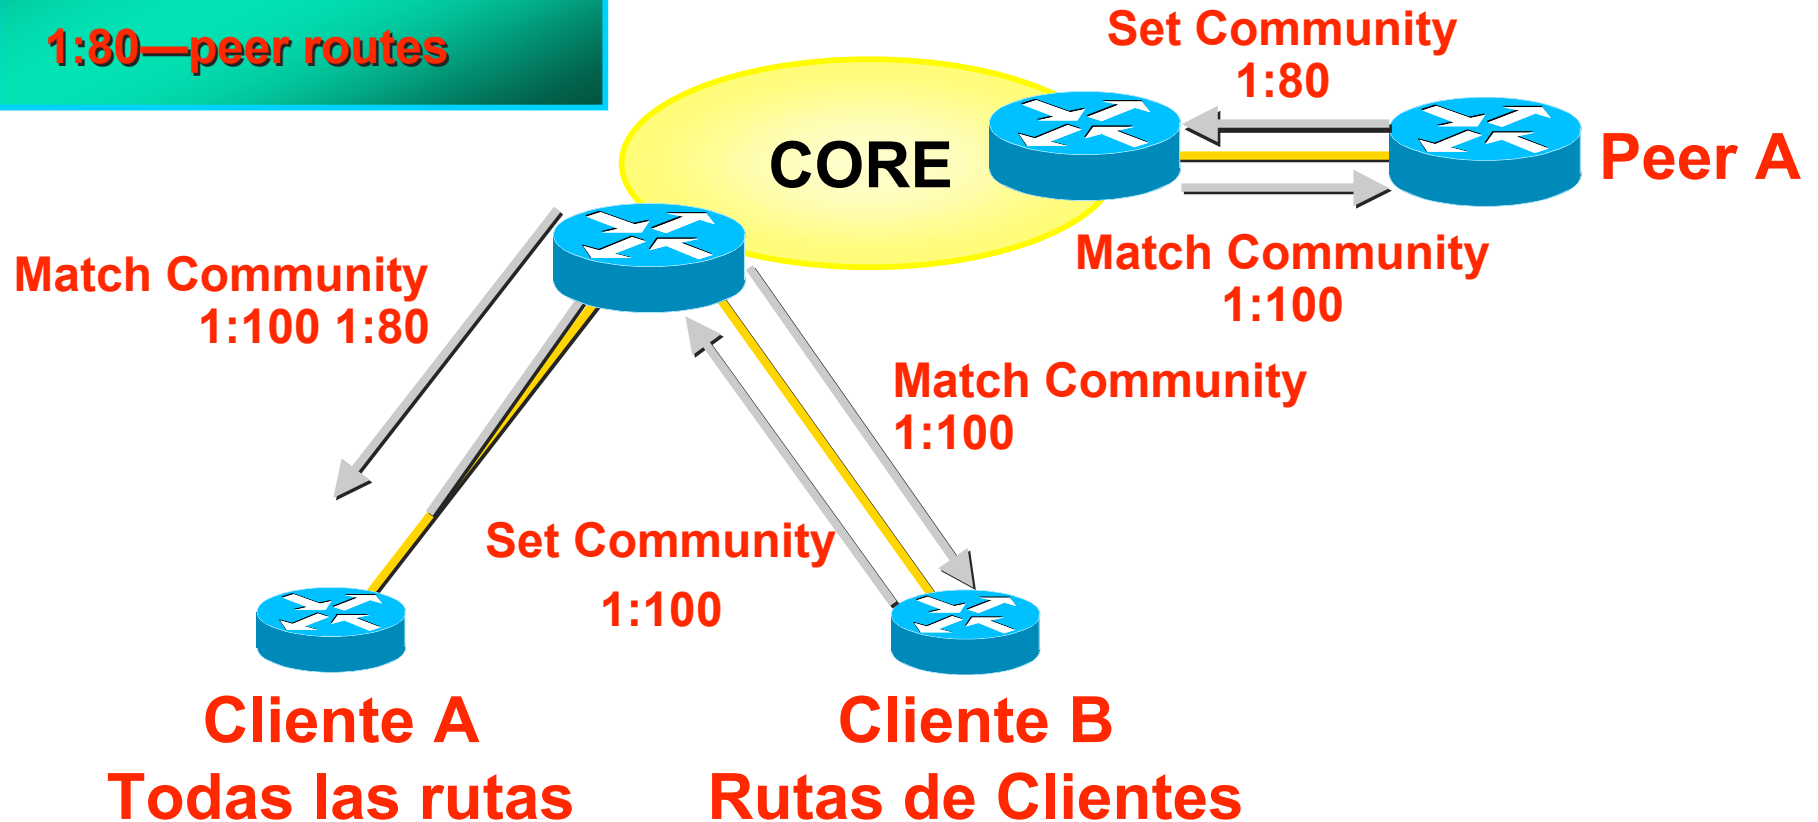 1:80—peer routes
Set Community
1:80
CORE
Peer A
Match Community
1:100 1:80
Match Community
1:100
Match Community
1:100
Set Community
1:100
Cliente A
Todas las rutas
Cliente B
Rutas de Clientes